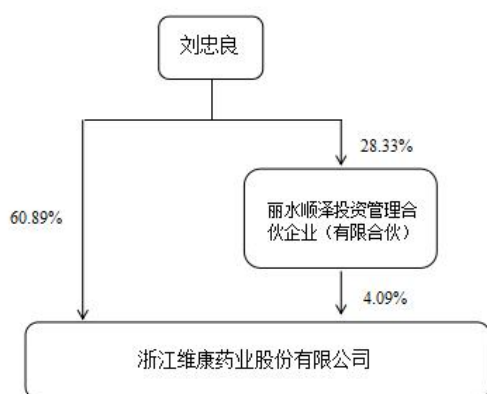 刘忠良
28.33%
60.89%
丽水顺泽投资管理合
伙企业（有限合伙）
4.09%
浙江维康药业股份有限公司